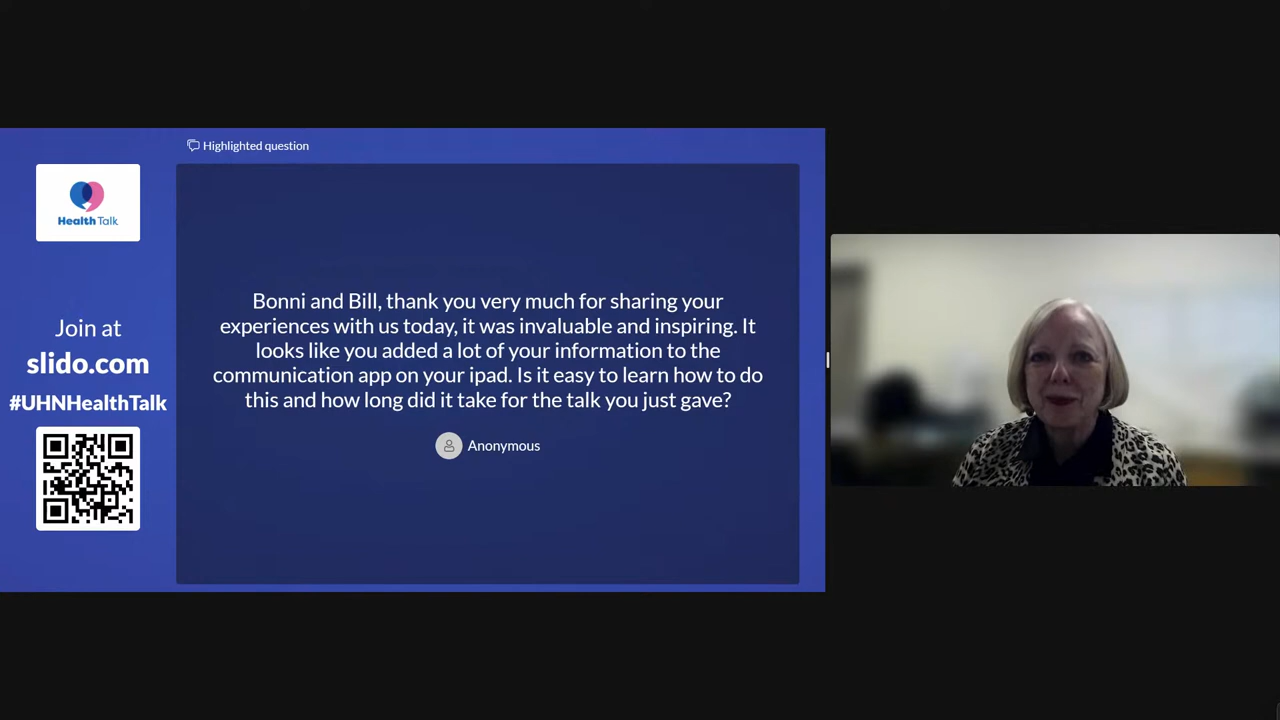 Highlighted question
Health Talk
Join at
slido.com
#UHNHealthTalk
Bonni and Bill, thank you very much for sharing your
experiences with us today, it was invaluable and inspiring. It
looks like you added a lot of your information to the
communication app on your ipad. Is it easy to learn how to do
this and how long did it take for the talk you just gave?
Anonymous